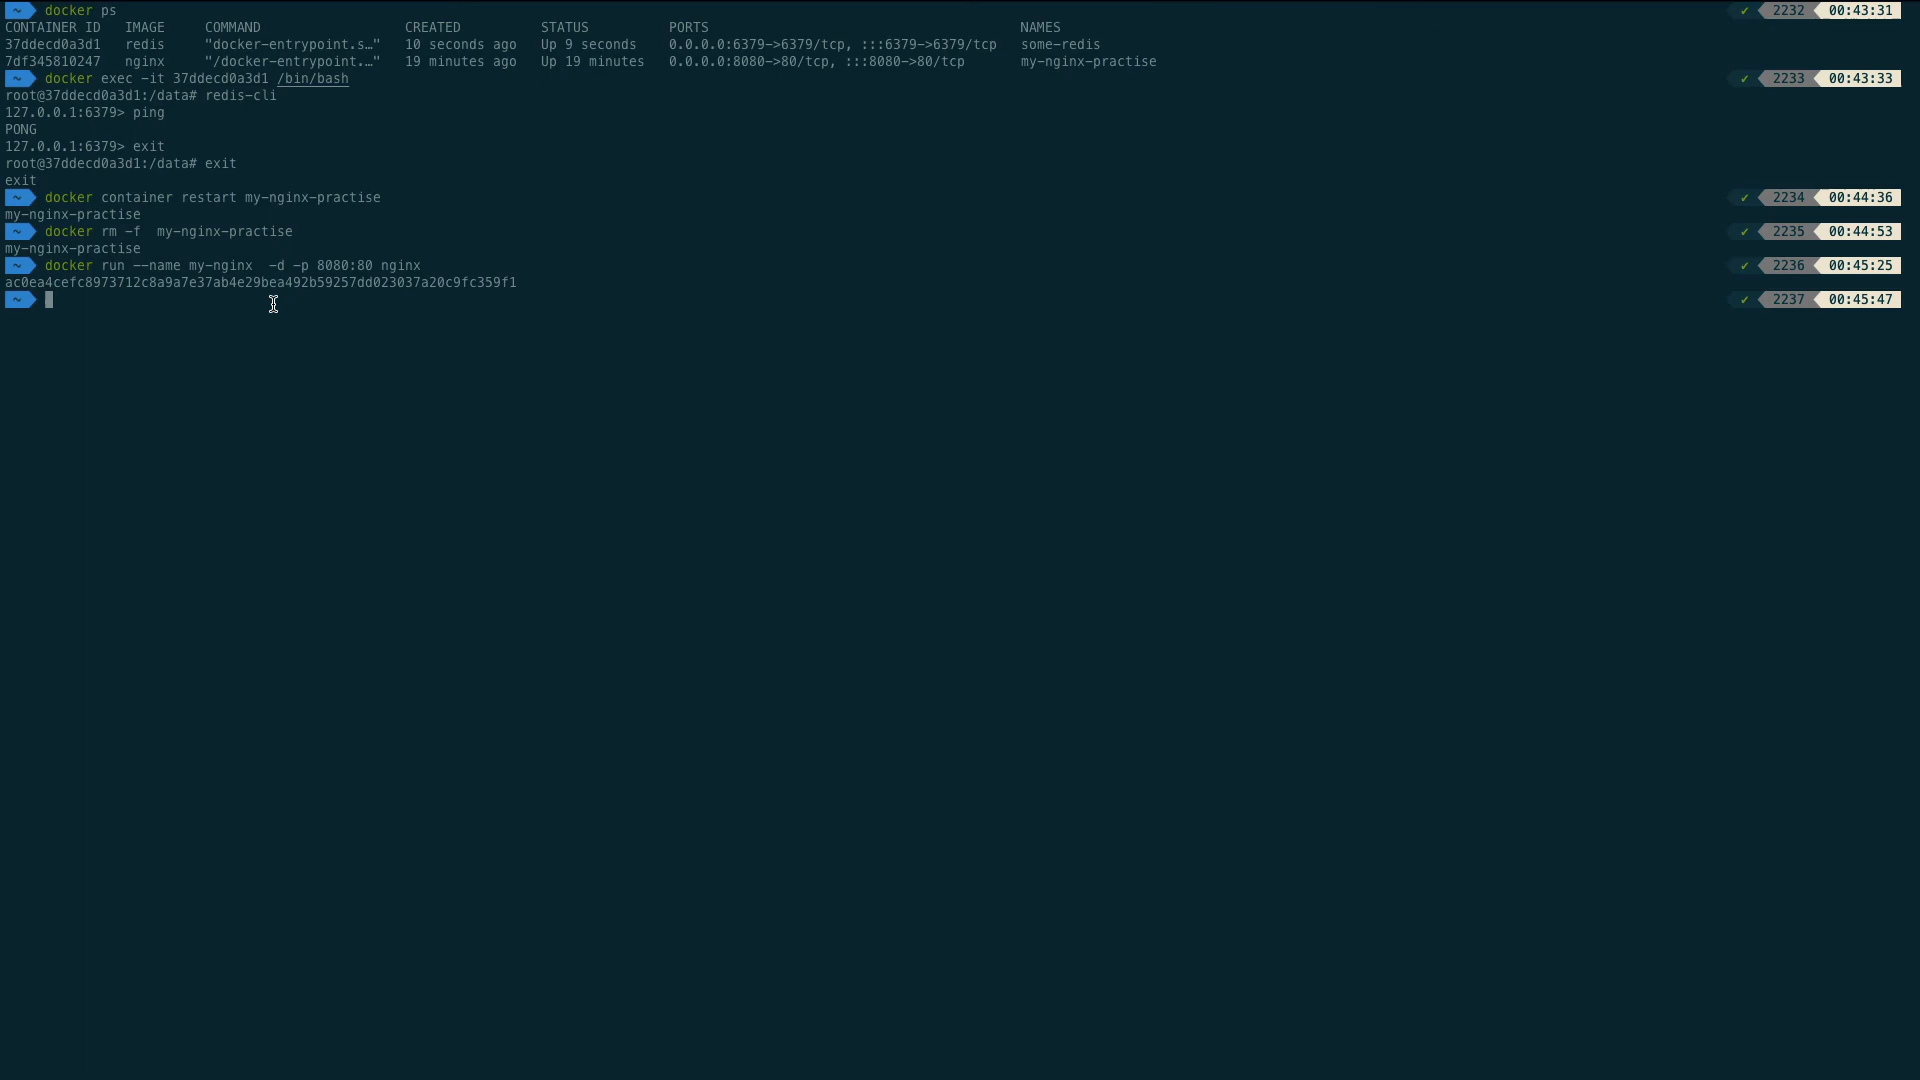 ~ docker ps ✓ 2232 00:43:31
CONTAINER ID IMAGE COMMAND CREATED STATUS PORTS NAMES
37ddecd0a3d1 redis "docker-entrypoint.s…" 10 seconds ago Up 9 seconds 0.0.0.0:6379->6379/tcp, :::6379->6379/tcp some-redis
7df345810247 nginx "/docker-entrypoint.…" 19 minutes ago Up 19 minutes 0.0.0.0:8080->80/tcp, :::8080->80/tcp my-nginx-practise
~ docker exec -it 37ddecd0a3d1 /bin/bash ✓ 2233 00:43:33
root@37ddecd0a3d1:/data# redis-cli
127.0.0.1:6379> ping
PONG
127.0.0.1:6379> exit
root@37ddecd0a3d1:/data# exit
exit
~ docker container restart my-nginx-practise ✓ 2234 00:44:36
my-nginx-practise
~ docker rm -f  my-nginx-practise ✓ 2235 00:44:53
my-nginx-practise
~ docker run --name my-nginx  -d -p 8080:80 nginx ✓ 2236 00:45:25
ac0ea4cefc8973712c8a9a7e37ab4e29bea492b59257dd023037a20c9fc359f1
~ ✓ 2237 00:45:47